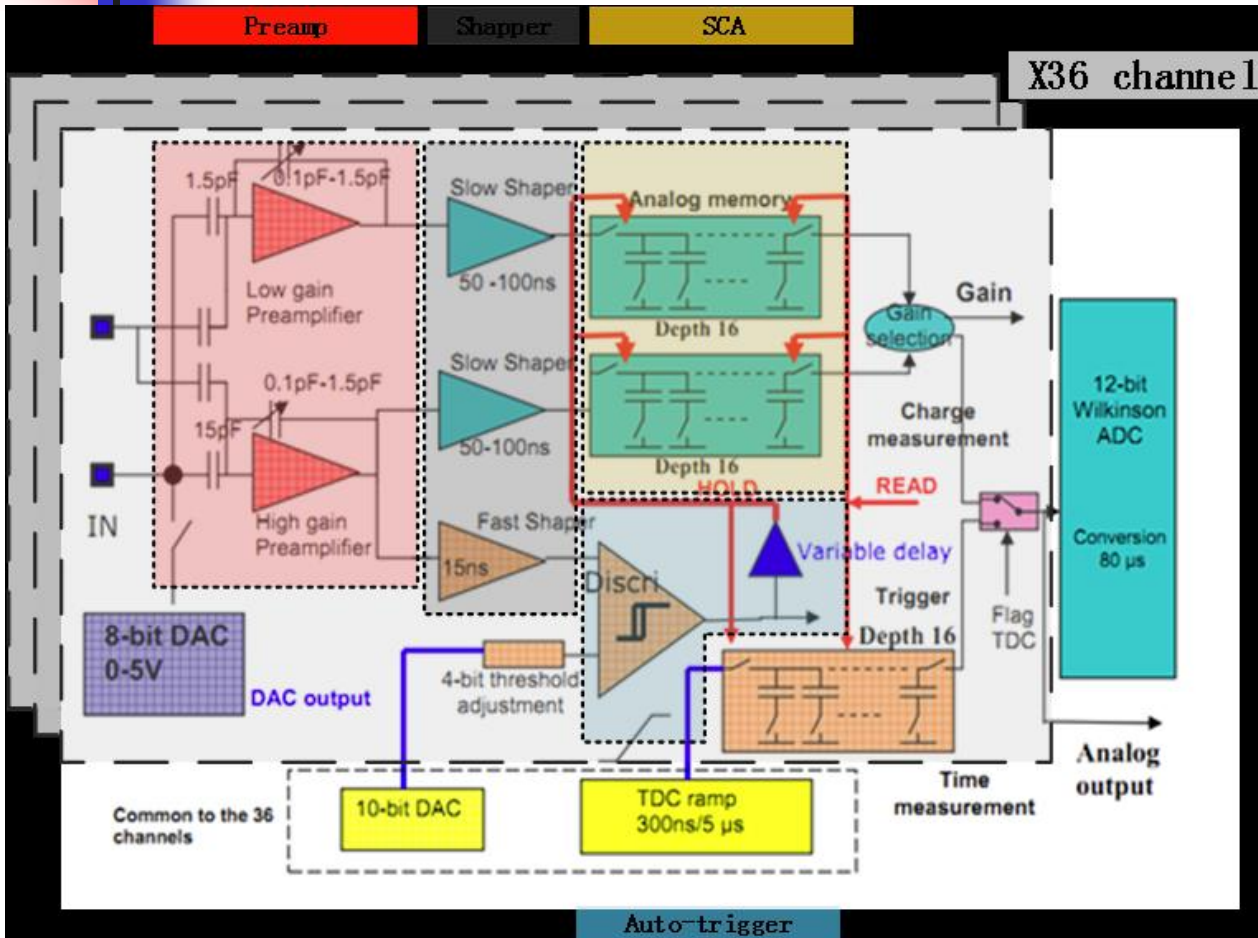 Preamp
Shapper
SCA
X36 channel
1.5pF
0.1pF-1.5pF
Slow Shaper
Analog memory
50 -100ns
Low gain
Preamplifier
Depth 16
Gain
Gain
selection
Slow Shaper
0.1pF-1.5pF
12-bit
Wilkinson
ADC
Conversion
80 µs
Charge
measurement
15pF
50-100ns
Depth 16
HOLD
READ
IN
High gain
Preamplifier
Fast Shaper
15ns
Discri
Variable delay
Trigger
Flag
TDC
Depth 16
8-bit DAC
0-5V
DAC output
4-bit threshold
adjustment
Analog
output
Time
measurement
Common to the 36
channels
10-bit DAC
TDC ramp
300ns/5 µs
Auto-trigger